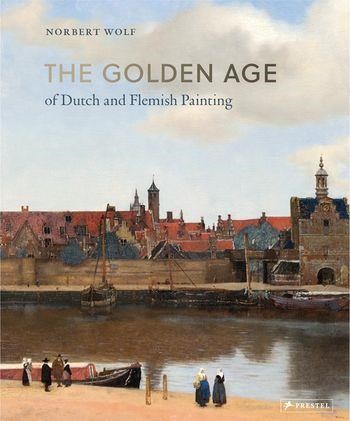 NORBERT WOLF
THE GOLDEN AGE
of Dutch and Flemish Painting
PRESTEL